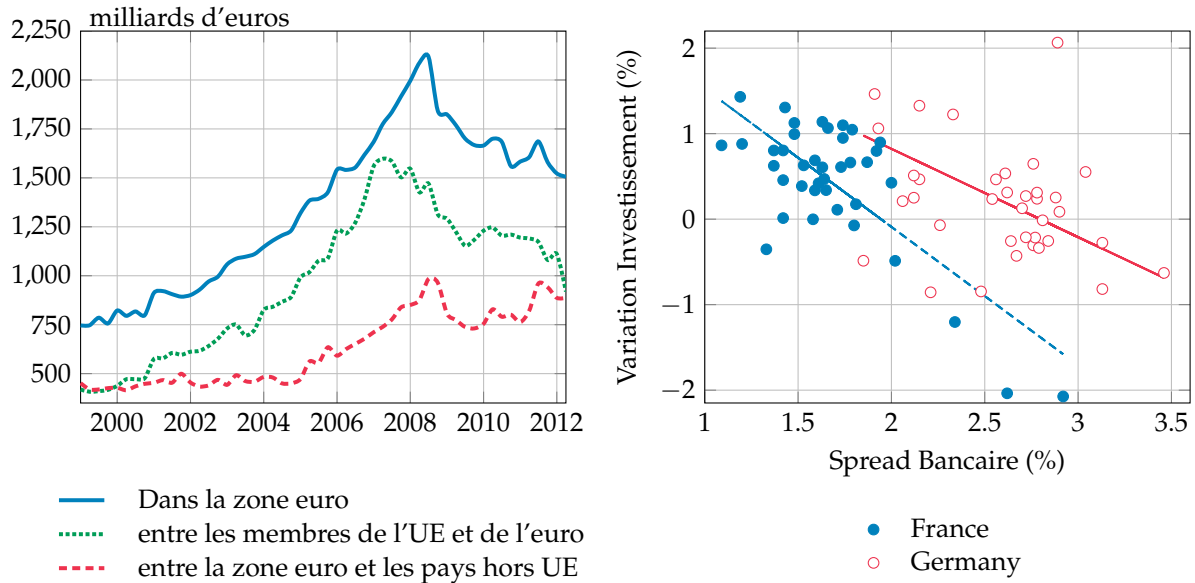 milliards d'euros
2,250
2,000
1,750
1,500
1,250
1,000
750
500
2000 2002 2004 2006 2008 2010 2012
Dans la zone euro
entre les membres de l'UE et de l'euro
entre la zone euro et les pays hors UE
Variation Investissement (%)
2
1
0
−1
−2
1 1.5 2 2.5 3 3.5
Spread Bancaire (%)
France
Germany